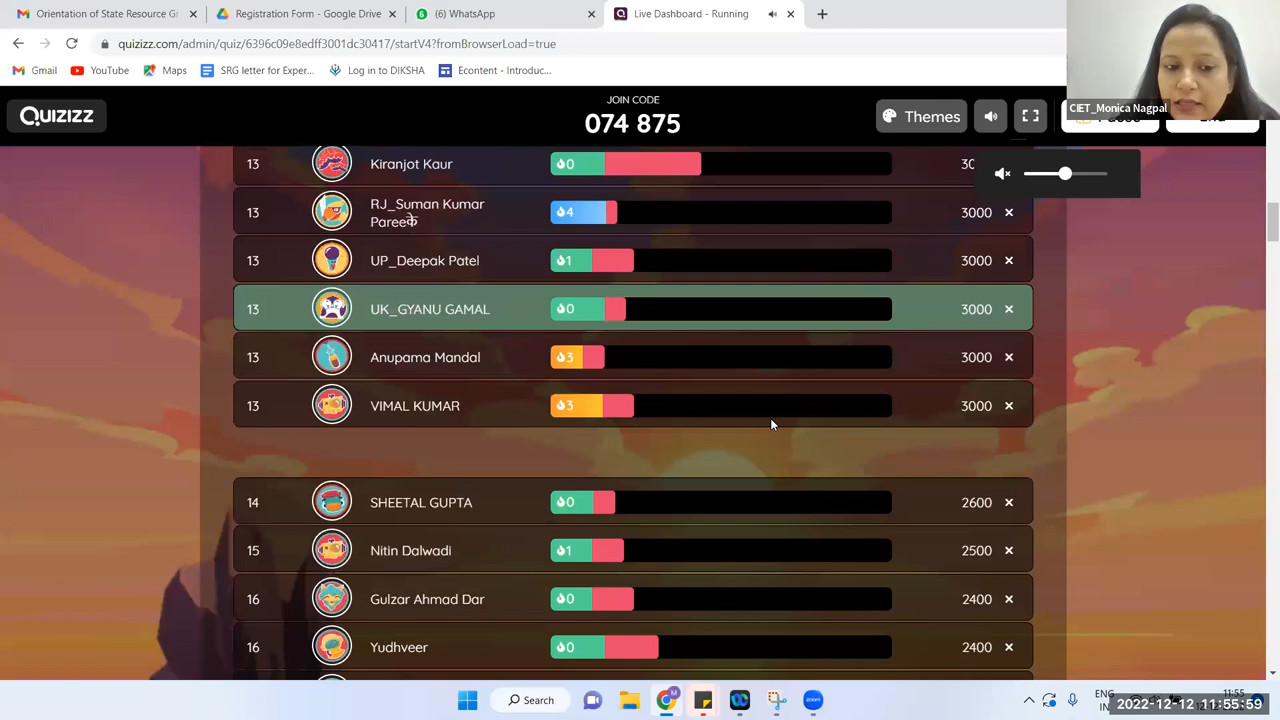 Orientation of State Resource Gr
Registration Form - Google Drive
(6) WhatsApp
Live Dashboard - Running
quizizz.com/admin/quiz/6396c09e8edff3001dc30417/startV4?fromBrowserLoad=true
Gmail
YouTube
Maps
SRG letter for Exper...
Log in to DIKSHA
Econtent - Introduc...
CIET_Monica Nagpal
Quizizz
JOIN CODE
074 875
Themes
13 Kiranjot Kaur 0
13 RJ_Suman Kumar Pareeके 4 3000
13 UP_Deepak Patel 1 3000
13 UK_GYANU GAMAL 0 3000
13 Anupama Mandal 3 3000
13 VIMAL KUMAR 3 3000
14 SHEETAL GUPTA 0 2600
15 Nitin Dalwadi 1 2500
16 Gulzar Ahmad Dar 0 2400
16 Yudhveer 0 2400
Search
ENG
11:55
2022-12-12 11:55:59